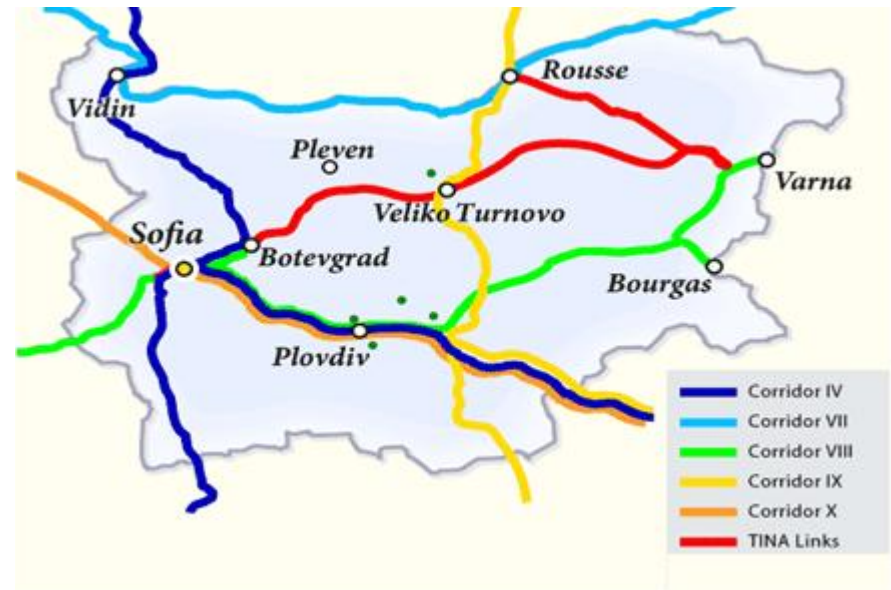 Rousse
Vidin
Pleven
Varna
Veliko Turnovo
Sofia
Botevgrad
Bourgas
Plovdiv
Corridor IV
Corridor VII
Corridor VIII
Corridor IX
Corridor X
TINA Links